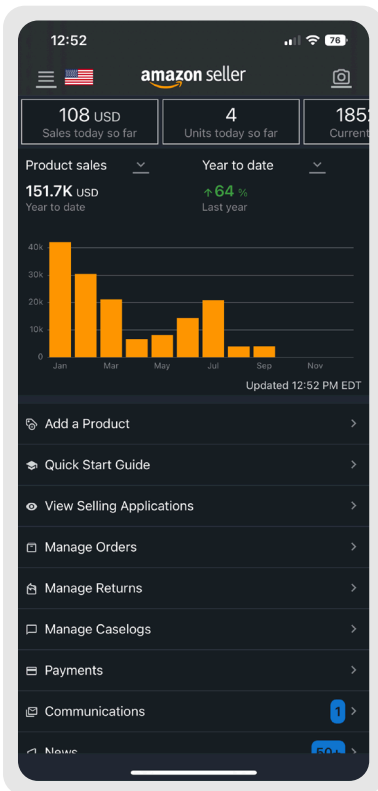 12:52
76
amazon seller
108 USD
Sales today so far
4
Units today so far
185
Current
Product sales
Year to date
151.7K USD
Year to date
↑64 %
Last year
40k
30k
20k
10k
0
Jan
Mar
May
Jul
Sep
Nov
Updated 12:52 PM EDT
Add a Product
Quick Start Guide
View Selling Applications
Manage Orders
Manage Returns
Manage Caselogs
Payments
Communications
1
News
50+